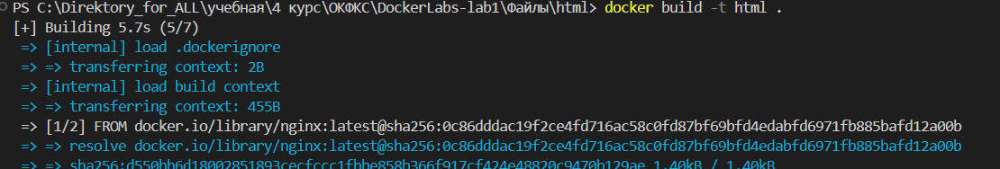 PS C:\Direktory_for_ALL\учебная\4 курс\ОКФКС\DockerLabs-lab1\Файлы\html> docker build -t html .
[+] Building 5.7s (5/7)
=> [internal] load .dockerignore
=> => transferring context: 2B
=> [internal] load build context
=> => transferring context: 455B
=> [1/2] FROM docker.io/library/nginx:latest@sha256:0c86dddac19f2ce4fd716ac58c0fd87bf69bfd4edabfd6971fb885bafd12a00b
=> => resolve docker.io/library/nginx:latest@sha256:0c86dddac19f2ce4fd716ac58c0fd87bf69bfd4edabfd6971fb885bafd12a00b
=> => sha256:d550bb6d18002851893cecfccc1fbbe858b366f917cf424e48820c9470b129ae 1.40kB / 1.40kB